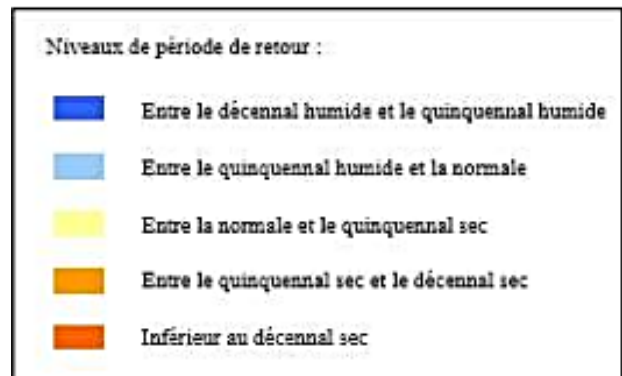 Niveaux de période de retour :
Entre le décennal humide et le quinquennal humide
Entre le quinquennal humide et la normale
Entre la normale et le quinquennal sec
Entre le quinquennal sec et le décennal sec
Inférieur au décennal sec